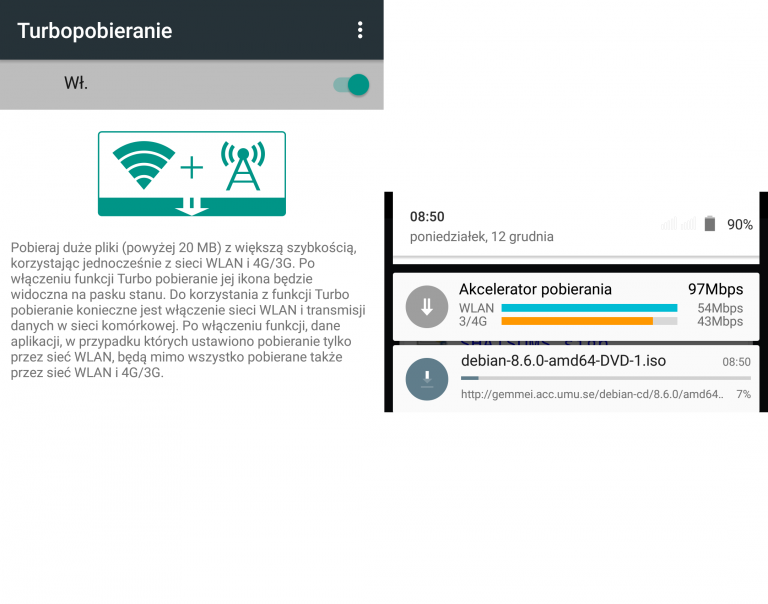 Turbopobieranie
Wł.
Pobieraj duże pliki (powyżej 20 MB) z większą szybkością,
korzystając jednocześnie z sieci WLAN i 4G/3G. Po
włączeniu funkcji Turbo pobieranie jej ikona będzie
widoczna na pasku stanu. Do korzystania z funkcji Turbo
pobieranie konieczne jest włączenie sieci WLAN i transmisji
danych w sieci komórkowej. Po włączeniu funkcji, dane
aplikacji, w przypadku których ustawiono pobieranie tylko
przez sieć WLAN, będą mimo wszystko pobierane także
przez sieć WLAN i 4G/3G.
08:50
poniedziałek, 12 grudnia
90%
Akcelerator pobierania 97Mbps
WLAN 54Mbps
3/4G 43Mbps
debian-8.6.0-amd64-DVD-1.iso 08:50
http://gemmei.acc.umu.se/debian-cd/8.6.0/amd64.. 7%